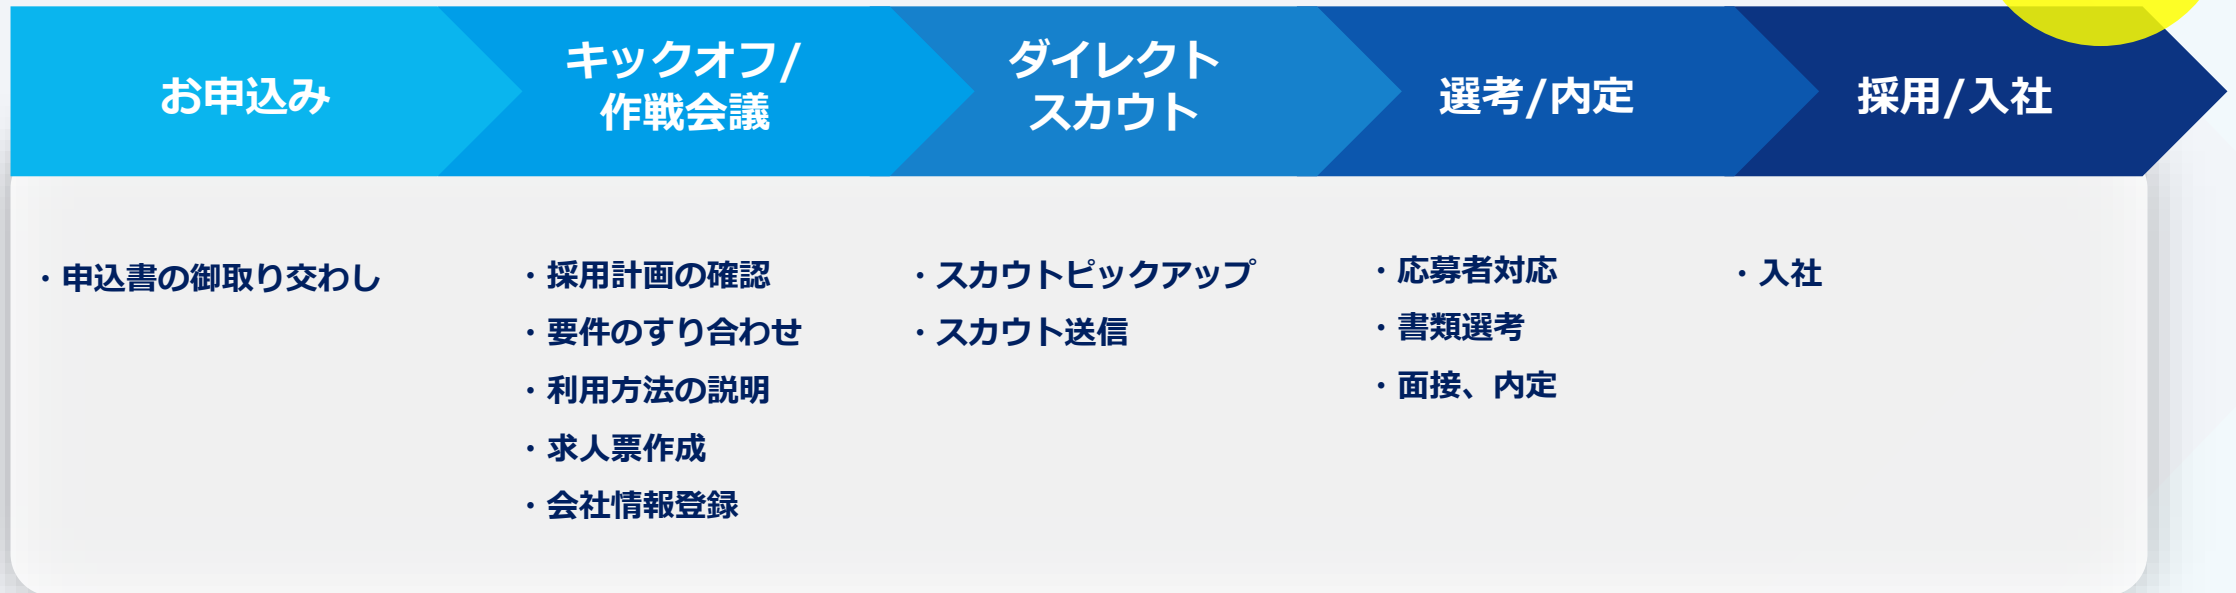 お申込み
キックオフ/
作戦会議
ダイレクト
スカウト
選考/内定
採用/入社
・申込書の御取り交わし
・採用計画の確認
・要件のすり合わせ
・利用方法の説明
・求人票作成
・会社情報登録
・スカウトピックアップ
・スカウト送信
・応募者対応
・書類選考
・面接、内定
・入社